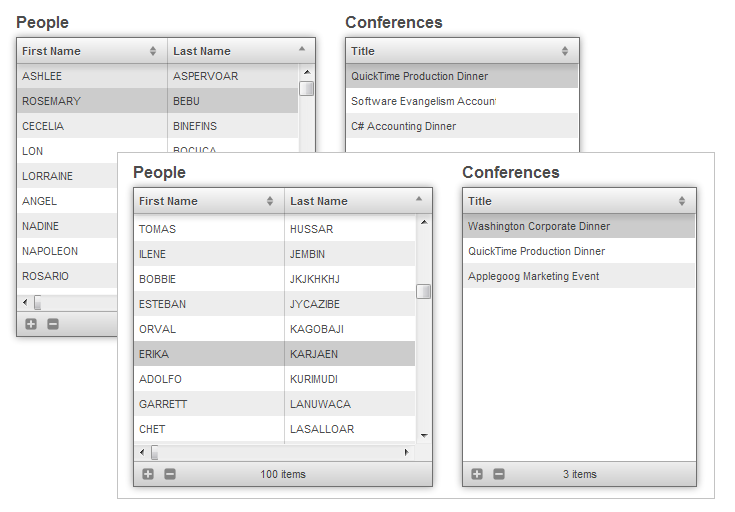 People
Conferences
First Name Last Name
Title
ASHLEE ASPERVOAR
QuickTime Production Dinner
ROSEMARY BEBU
Software Evangelism Accoun
CECELIA BINEFINS
C# Accounting Dinner
LON BOCUCA
LORRAINE
ANGEL
NADINE
NAPOLEON
ROSARIO
People
Conferences
First Name Last Name
Title
TOMAS HUSSAR
Washington Corporate Dinner
ILENE JEMBIN
QuickTime Production Dinner
BOBBIE JKJKHKHJ
Applegoog Marketing Event
ESTEBAN JYCAZIBE
ORVAL KAGOBAJI
ERIKA KARJAEN
ADOLFO KURIMUDI
GARRETT LANUWACA
CHET LASALLOAR
100 items
3 items